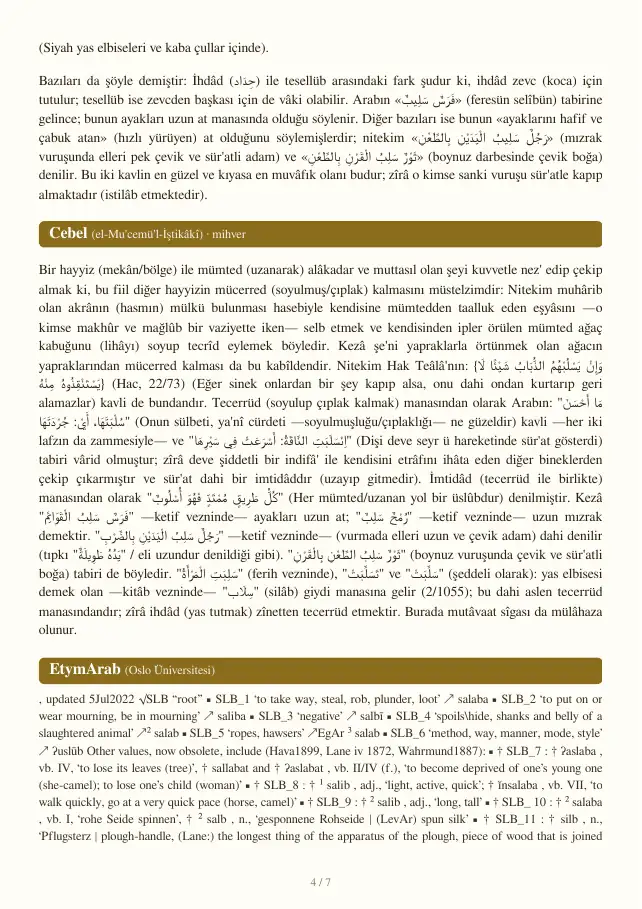 (Siyah yas elbiseleri ve kaba çullar içinde).
Bazıları da şöyle demiştir: İhdâd (حِدَاد) ile tesellüb arasındaki fark şudur ki, ihdâd zevc (koca) için
tutulur; tesellüb ise zevcden başkası için de vâki olabilir. Arabın «فَرَسٌ سَلِيبٌ» (feresün selîbün) tabirine
gelince; bunun ayakları uzun at manasında olduğu söylenir. Diğer bazıları ise bunun «ayaklarını hafif ve
çabuk atan» (hızlı yürüyen) at olduğunu söylemişlerdir; nitekim «رَجُلٌ سَلِيبُ الْيَدَيْنِ بِالطَّعْنِ» (mızrak
vuruşunda elleri pek çevik ve sür'atli adam) ve «ثَوْرٌ سَلِبُ الْقَرْنِ بِالطَّعْنِ» (boynuz darbesinde çevik boğa)
denilir. Bu iki kavlin en güzel ve kıyasa en muvâfık olanı budur; zîrâ o kimse sanki vuruşu sür'atle kapıp
almaktadır (istilâb etmektedir).
Cebel (el-Mu'cemü'l-İştikâkî) · mihver
Bir hayyiz (mekân/bölge) ile mümted (uzanarak) alâkadar ve muttasıl olan şeyi kuvvetle nez' edip çekip
almak ki, bu fiil diğer hayyizin mücerred (soyulmuş/çıplak) kalmasını müstelzimdir: Nitekim muhârib
olan akrânın (hasmın) mülkü bulunması hasebiyle kendisine mümtedden taalluk eden eşyâsını —o
kimse makhûr ve mağlûb bir vaziyette iken— selb etmek ve kendisinden ipler örülen mümted ağaç
kabuğunu (lihâyı) soyup tecrîd eylemek böyledir. Kezâ şe'ni yapraklarla örtünmek olan ağacın
yapraklarından mücerred kalması da bu kabîldendir. Nitekim Hak Teâlâ'nın: {وَإِنْ يَسْلُبْهُمُ الذُّبَابُ شَيْئًا لَا
يَسْتَنْقِذُوهُ مِنْهُ} (Hac, 22/73) (Eğer sinek onlardan bir şey kapıp alsa, onu dahi ondan kurtarıp geri
alamazlar) kavli de bundandır. Tecerrüd (soyulup çıplak kalmak) manasından olarak Arabın: "مَا أَحْسَنَ
سُلْبَتَهَا، أَيْ: جُرْدَتَهَا" (Onun sülbeti, ya'nî cürdeti —soyulmuşluğu/çıplaklığı— ne güzeldir) kavli —her iki
lafzın da zammesiyle— ve "اِنْسَلَبَتِ النَّاقَةُ: أَسْرَعَتْ فِي سَيْرِهَا" (Dişi deve seyr ü hareketinde sür'at gösterdi)
tabiri vârid olmuştur; zîrâ deve şiddetli bir indifâ' ile kendisini etrâfını ihâta eden diğer bineklerden
çekip çıkarmıştır ve sür'at dahi bir imtidâddır (uzayıp gitmedir). İmtidâd (tecerrüd ile birlikte)
manasından olarak "كُلُّ طَرِيقٍ مُمْتَدٍّ فَهُوَ أُسْلُوبٌ" (Her mümted/uzanan yol bir üslûbdur) denilmiştir. Kezâ
"فَرَسٌ سَلِبُ الْقَوَائِمِ" —ketif vezninde— ayakları uzun at; "رُمْحٌ سَلِبٌ" —ketif vezninde— uzun mızrak
demektir. "رَجُلٌ سَلِبُ الْيَدَيْنِ بِالضَّرْبِ" —ketif vezninde— (vurmada elleri uzun ve çevik adam) dahi denilir
(tıpkı "يَدُهُ طَوِيلَةٌ" / eli uzundur denildiği gibi). "ثَوْرٌ سَلِبُ الطَّعْنِ بِالْقَرْنِ" (boynuz vuruşunda çevik ve sür'atli
boğa) tabiri de böyledir. "سَلِبَتِ الْمَرْأَةُ" (ferih vezninde), "تَسَلَّبَتْ" ve "سَلَّبَتْ" (şeddeli olarak): yas elbisesi
demek olan —kitâb vezninde— "سِلَاب" (silâb) giydi manasına gelir (2/1055); bu dahi aslen tecerrüd
manasındandır; zîrâ ihdâd (yas tutmak) zînetten tecerrüd etmektir. Burada mutâvaat sîgası da mülâhaza
olunur.
EtymArab (Oslo Üniversitesi)
, updated 5Jul2022 √SLB “root” ▪ SLB_1 ‘to take way, steal, rob, plunder, loot’ ↗ salaba ▪ SLB_2 ‘to put on or
wear mourning, be in mourning’ ↗ saliba ▪ SLB_3 ‘negative’ ↗ salbī ▪ SLB_4 ‘spoils\hide, shanks and belly of a
slaughtered animal’ ↗² salab ▪ SLB_5 ‘ropes, hawsers’ ↗EgAr ³ salab ▪ SLB_6 ‘method, way, manner, mode, style’
↗ ʔuslūb Other values, now obsolete, include (Hava1899, Lane iv 1872, Wahrmund1887): ▪ † SLB_7 : † ʔaslaba ,
vb. IV, ‘to lose its leaves (tree)’, † sallabat and † ʔaslabat , vb. II/IV (f.), ‘to become deprived of one’s young one
(she-camel); to lose one’s child (woman)’ ▪ † SLB_8 : † ¹ salib , adj., ‘light, active, quick’; † ĭnsalaba , vb. VII, ‘to
walk quickly, go at a very quick pace (horse, camel)’ ▪ † SLB_9 : † ² salib , adj., ‘long, tall’ ▪ † SLB_ 10 : † ² salaba
, vb. I, ‘rohe Seide spinnen’, † ² salb , n., ‘gesponnene Rohseide | (LevAr) spun silk’ ▪ † SLB_11 : † silb , n.,
‘Pflugsterz | plough-handle, (Lane:) the longest thing of the apparatus of the plough, piece of wood that is joined
4 / 7